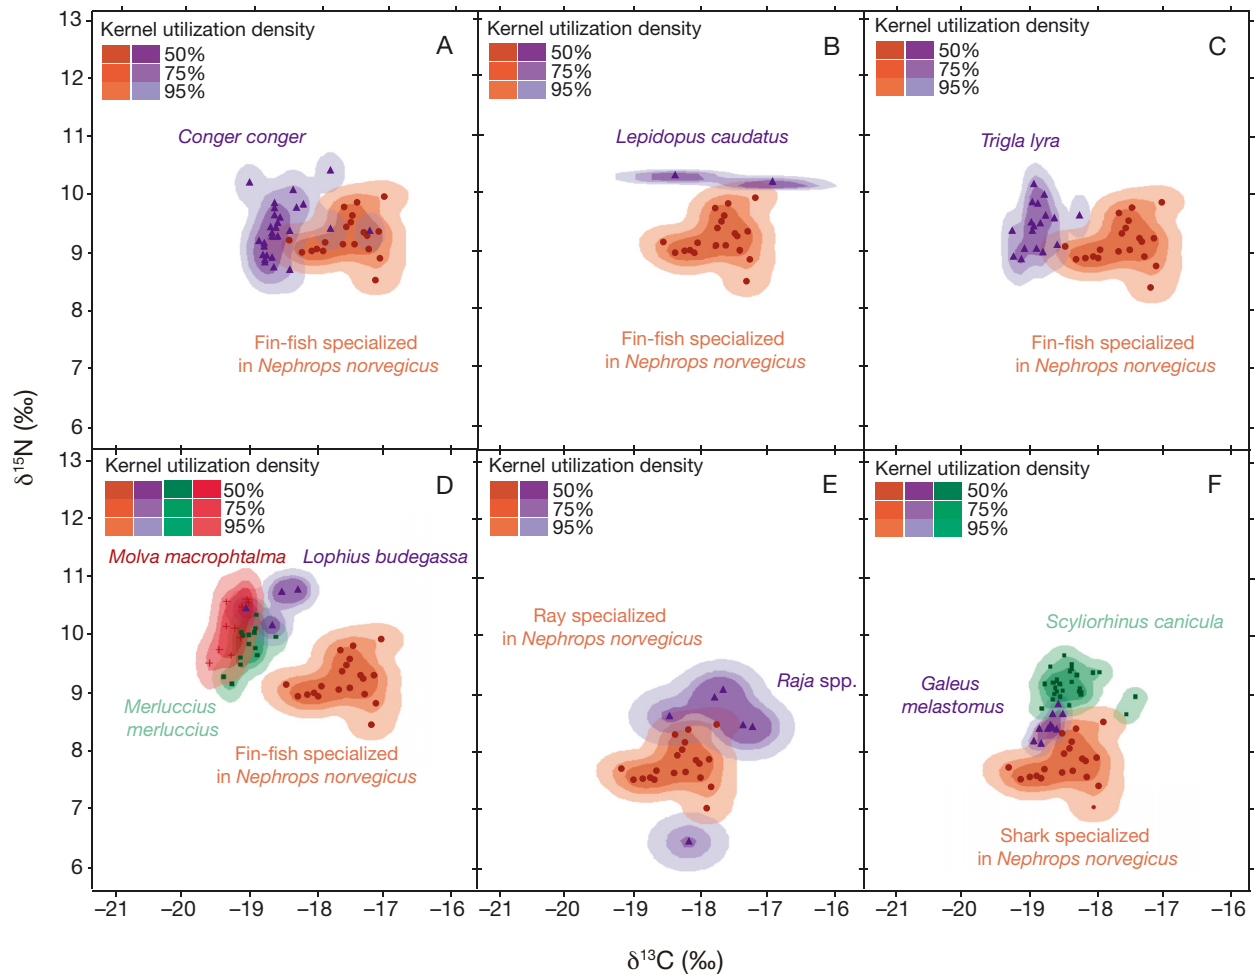 Kernel utilization density
50%
75%
95%
A
Conger conger
Fin-fish specialized
in Nephrops norvegicus
Kernel utilization density
50%
75%
95%
B
Lepidopus caudatus
Fin-fish specialized
in Nephrops norvegicus
Kernel utilization density
50%
75%
95%
C
Trigla lyra
Fin-fish specialized
in Nephrops norvegicus
13
12
11
10
9
8
7
6
δ15N (‰)
Kernel utilization density
50%
75%
95%
D
Molva macrophtalma
Lophius budegassa
Merluccius
merluccius
Fin-fish specialized
in Nephrops norvegicus
Kernel utilization density
50%
75%
95%
E
Ray specialized
in Nephrops norvegicus
Raja spp.
Kernel utilization density
50%
75%
95%
F
Scyliorhinus canicula
Galeus
melastomus
Shark specialized
in Nephrops norvegicus
13
12
11
10
9
8
7
6
–21 –20 –19 –18 –17 –16
–21 –20 –19 –18 –17 –16
–21 –20 –19 –18 –17 –16
δ13C (‰)